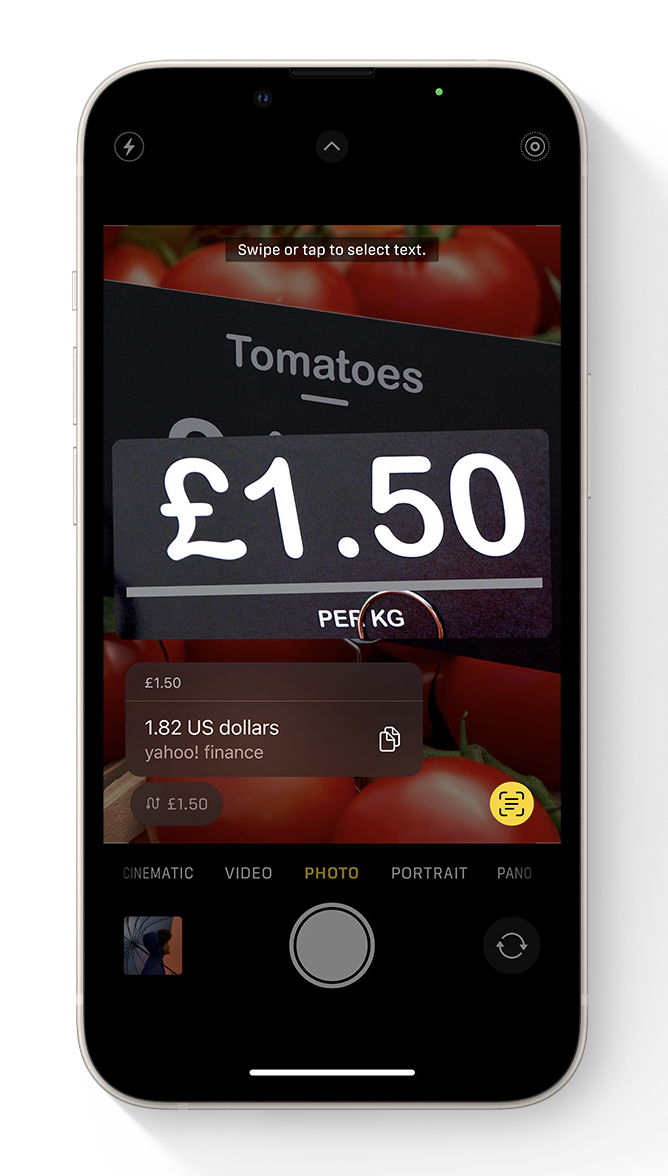 Swipe or tap to select text.
Tomatoes
£1.50
PER KG
£1.50
1.82 US dollars
yahoo! finance
£1.50
CINEMATIC VIDEO PHOTO PORTRAIT PANO